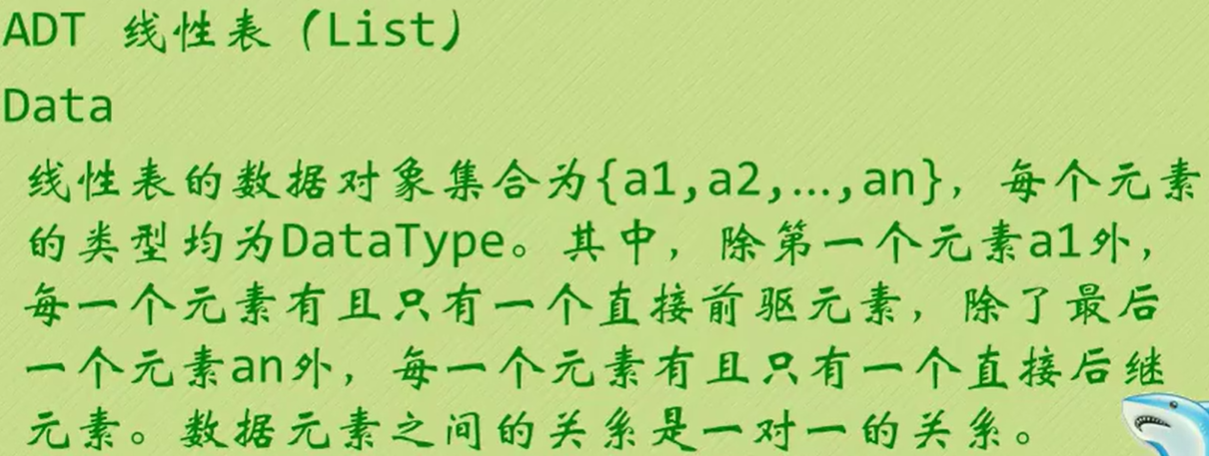 ADT 线性表（List）
Data
线性表的数据对象集合为{a1,a2,…,an}，每个元素
的类型均为DataType。其中，除第一个元素a1外，
每一个元素有且只有一个直接前驱元素，除了最后
一个元素an外，每一个元素有且只有一个直接后继
元素。数据元素之间的关系是一对一的关系。